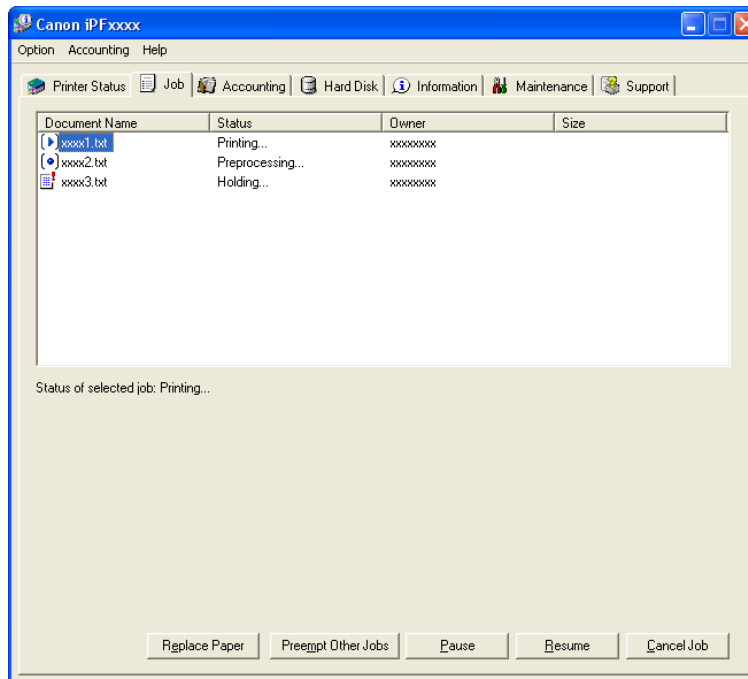 Canon iPFxxxx
Option Accounting Help
Printer Status Job Accounting Hard Disk Information Maintenance Support
Document Name Status Owner Size
xxxx1.txt Printing... xxxxxxxx
xxxx2.txt Preprocessing... xxxxxxxx
xxxx3.txt Holding... xxxxxxxx
Status of selected job: Printing...
Replace Paper Preempt Other Jobs Pause Resume Cancel Job